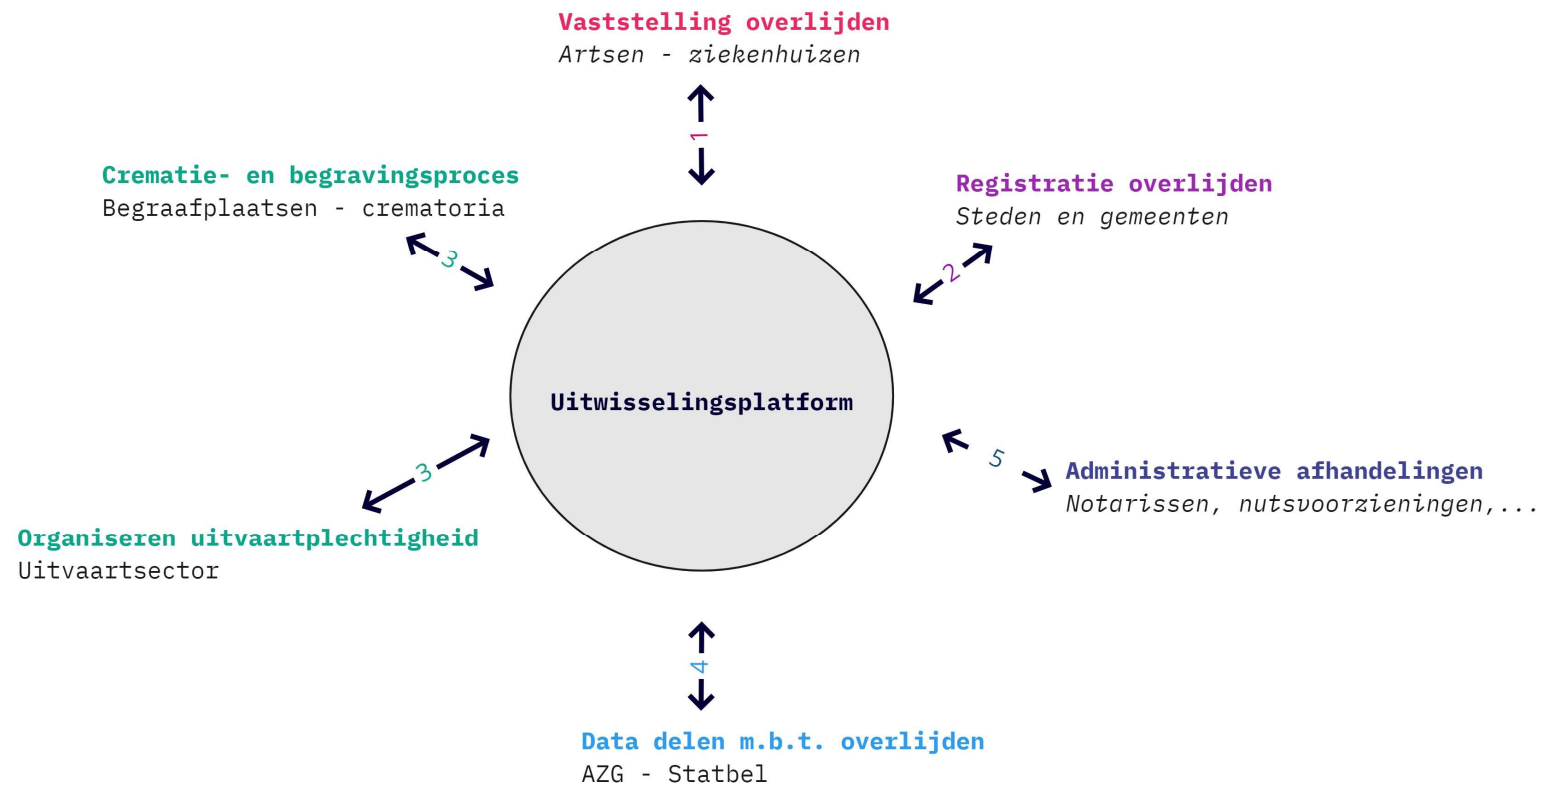 Vaststelling overlijden
Artsen - ziekenhuizen
1
Crematie- en begravingsproces
Begraafplaatsen - crematoria
3
Registratie overlijden
Steden en gemeenten
2
Uitwisselingsplatform
3
Organiseren uitvaartplechtigheid
Uitvaartsector
5
Administratieve afhandelingen
Notarissen, nutsvoorzieningen,...
4
Data delen m.b.t. overlijden
AZG - Statbel